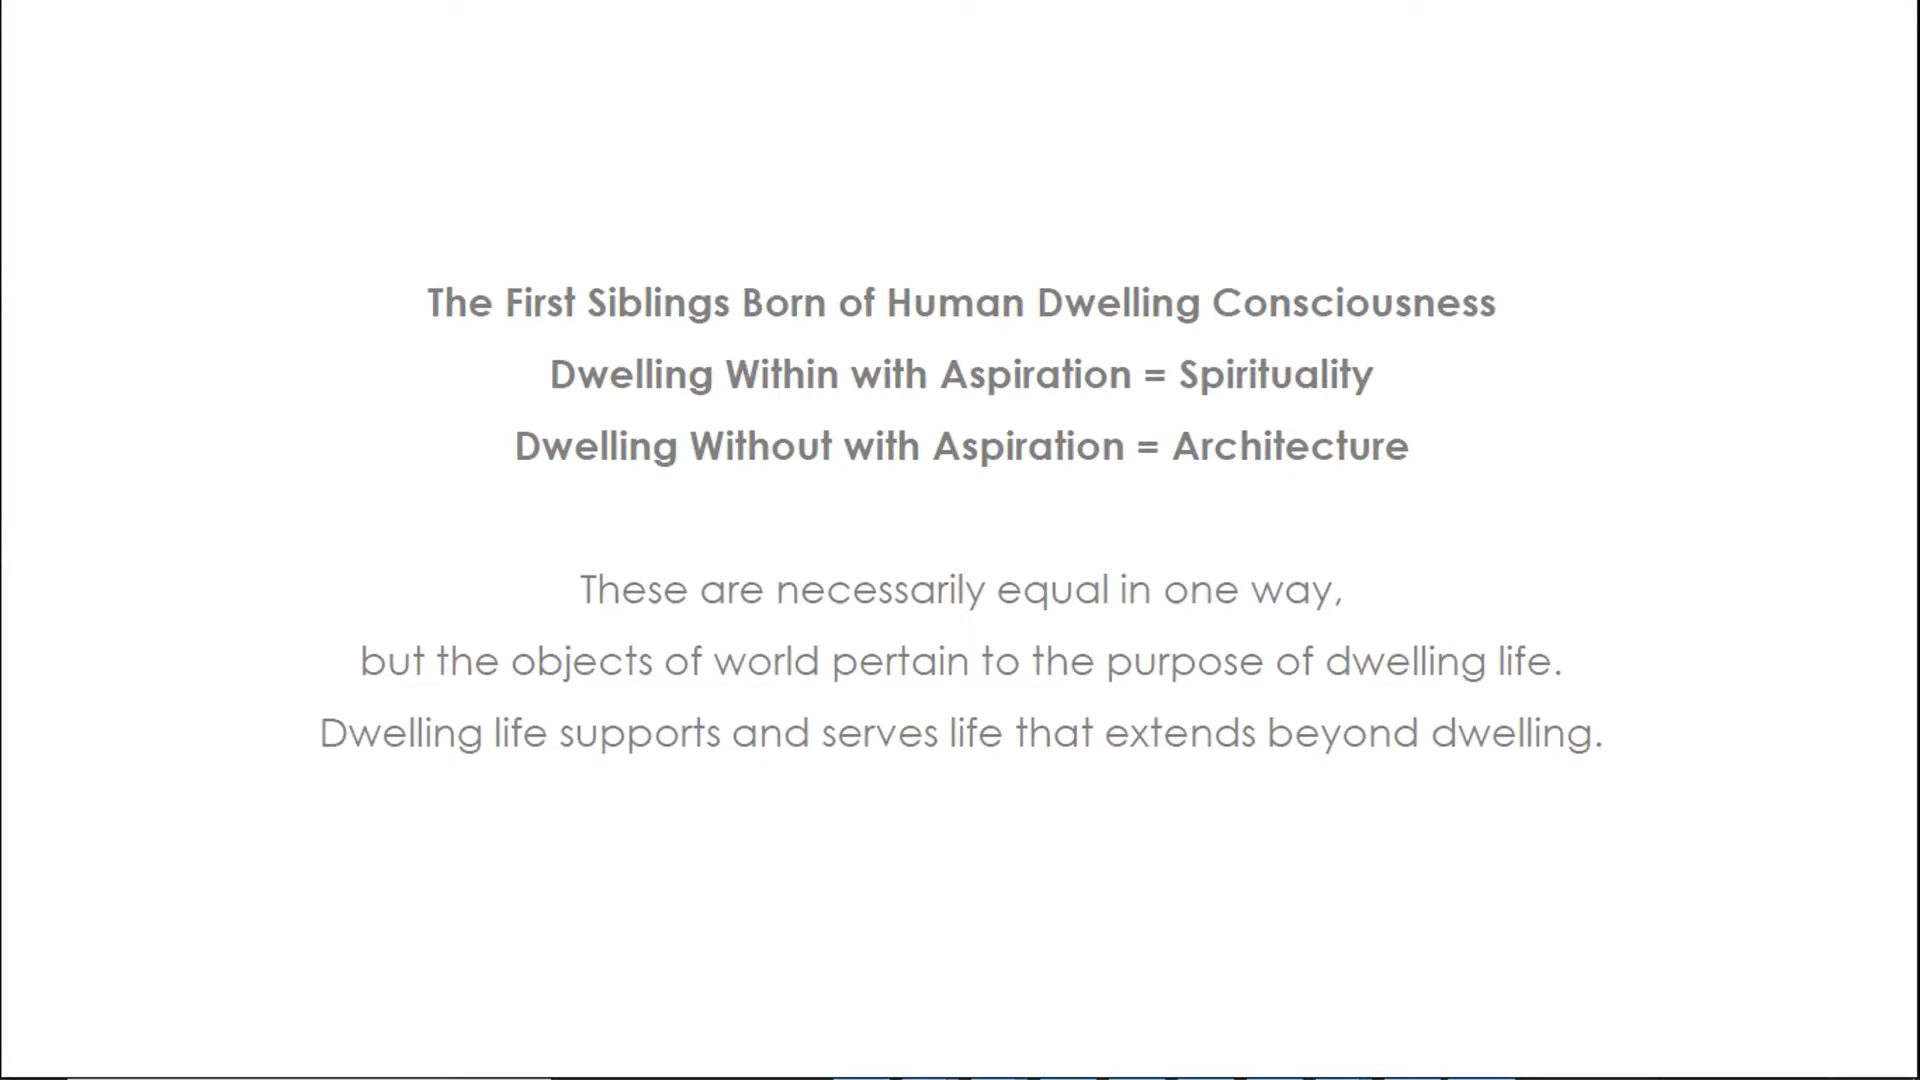 The First Siblings Born of Human Dwelling Consciousness
Dwelling Within with Aspiration = Spirituality
Dwelling Without with Aspiration = Architecture
These are necessarily equal in one way,
but the objects of world pertain to the purpose of dwelling life.
Dwelling life supports and serves life that extends beyond dwelling.